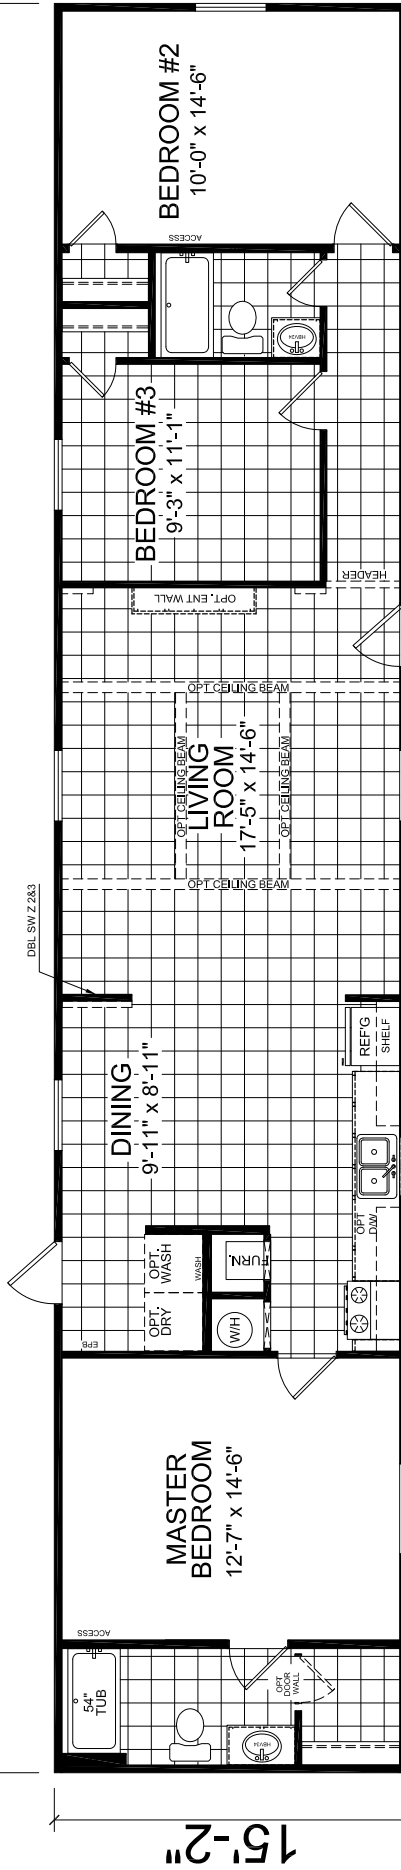 BEDROOM #2
10'-0" x 14'-6"
ACCESS
HBV34
BEDROOM #3
9'-3" x 11'-1"
OPT. ENT WALL
HEADER
OPT CEILING BEAM
OPT CEILING BEAM
LIVING
ROOM
17'-5" x 14'-6"
OPT CEILING BEAM
OPT CEILING BEAM
DBL SW Z 2&3
REF'G
SHELF
DINING
9'-11" x 8'-11"
OPT
D/W
OPT.
WASH
WASH
FURN.
OPT.
DRY
W/H
EPB
MASTER
BEDROOM
12'-7" x 14'-6"
ACCESS
54"
TUB
OPT
DOOR
WALL
HBV34
15'-2"